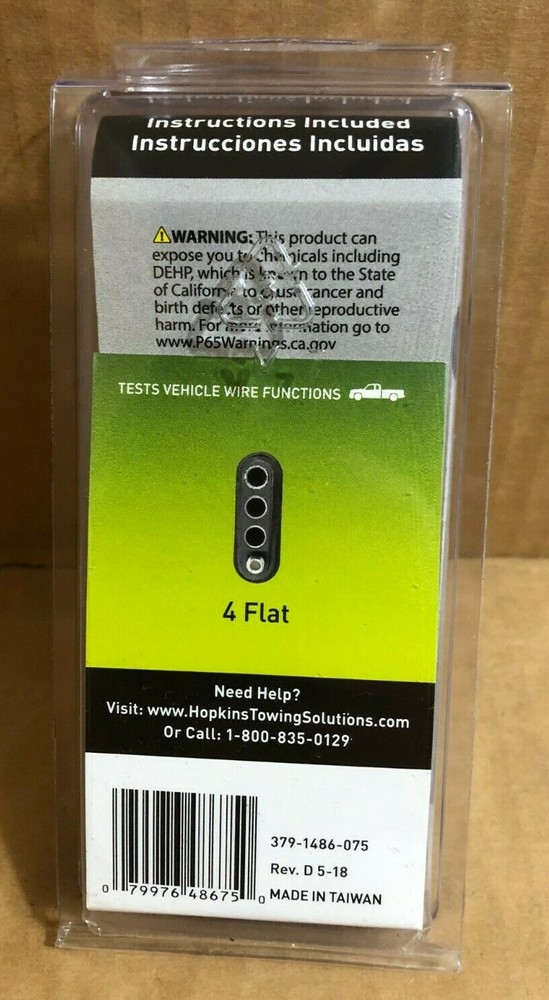 Instructions Included
Instrucciones Incluidas
⚠WARNING: This product can
expose you to chemicals including
DEHP, which is known to the State
of California to cause cancer and
birth defects or other reproductive
harm. For more information go to
www.P65Warnings.ca.gov
TESTS VEHICLE WIRE FUNCTIONS
4 Flat
Need Help?
Visit: www.HopkinsTowingSolutions.com
Or Call: 1-800-835-0129
379-1486-075
Rev. D 5-18
0 79976 48675 0 MADE IN TAIWAN